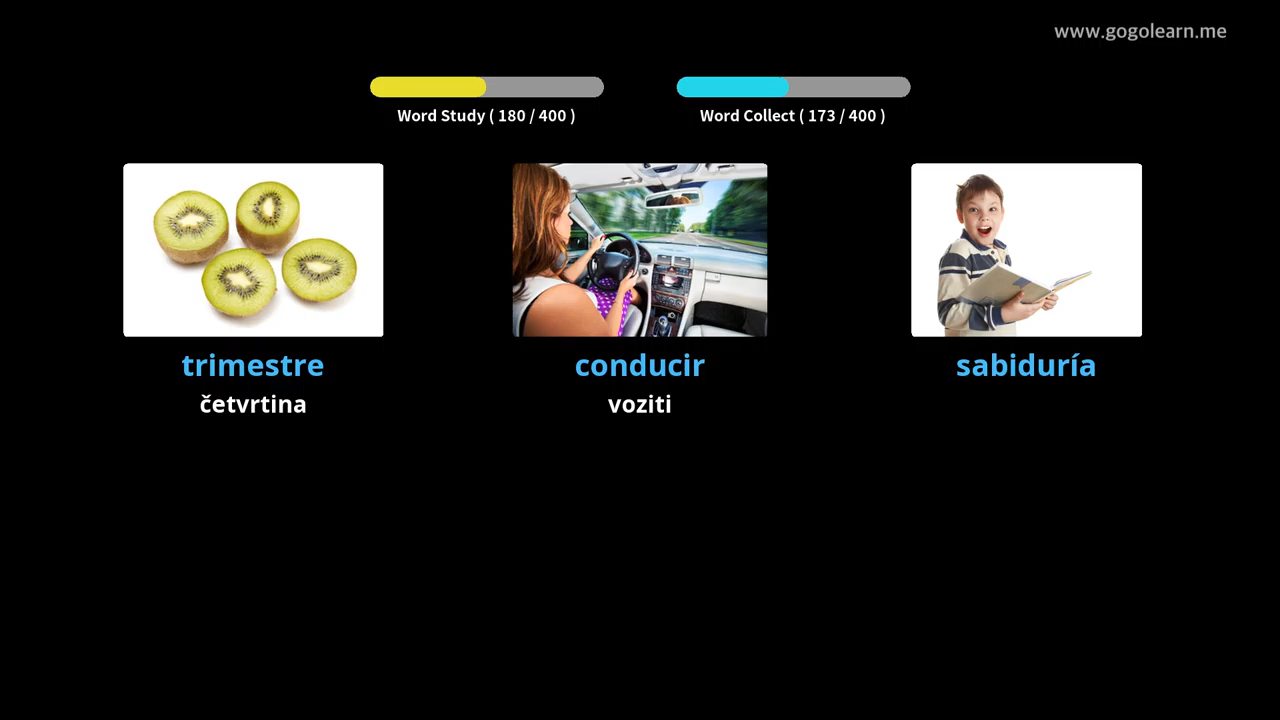 www.gogolearn.me
Word Study ( 180 / 400 )
Word Collect ( 173 / 400 )
trimestre
četvrtina
conducir
voziti
sabiduría